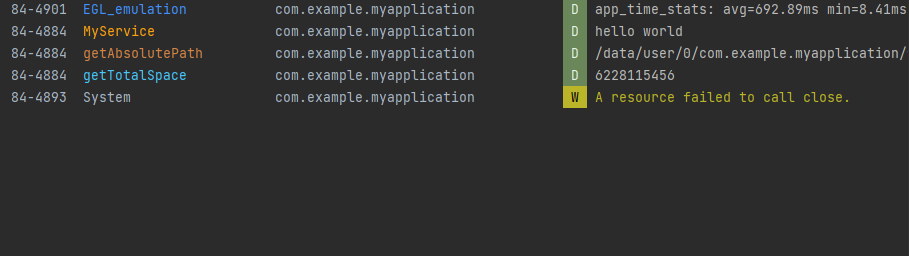 84-4901 EGL_emulation com.example.myapplication D app_time_stats: avg=692.89ms min=8.41ms
84-4884 MyService com.example.myapplication D hello world
84-4884 getAbsolutePath com.example.myapplication D /data/user/0/com.example.myapplication/
84-4884 getTotalSpace com.example.myapplication D 6228115456
84-4893 System com.example.myapplication W A resource failed to call close.